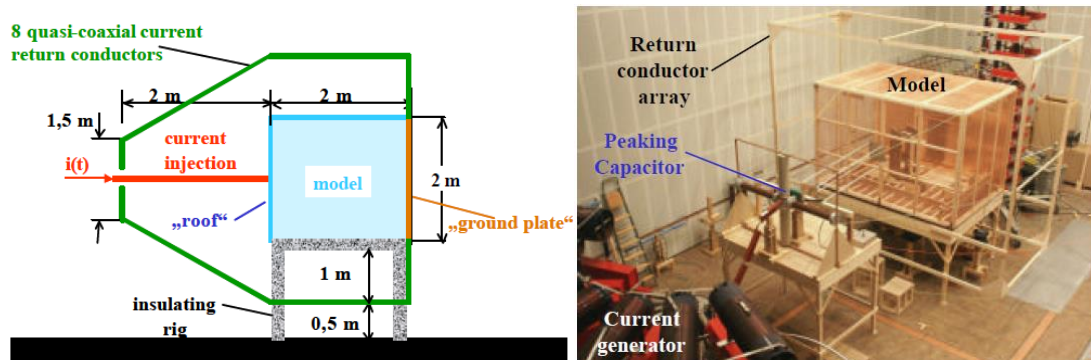 8 quasi-coaxial current
return conductors
2 m
2 m
1,5 m
current
injection
i(t)
model
2 m
„roof“
„ground plate“
1 m
insulating
rig
0,5 m
Return
conductor
array
Model
Peaking
Capacitor
Current
generator